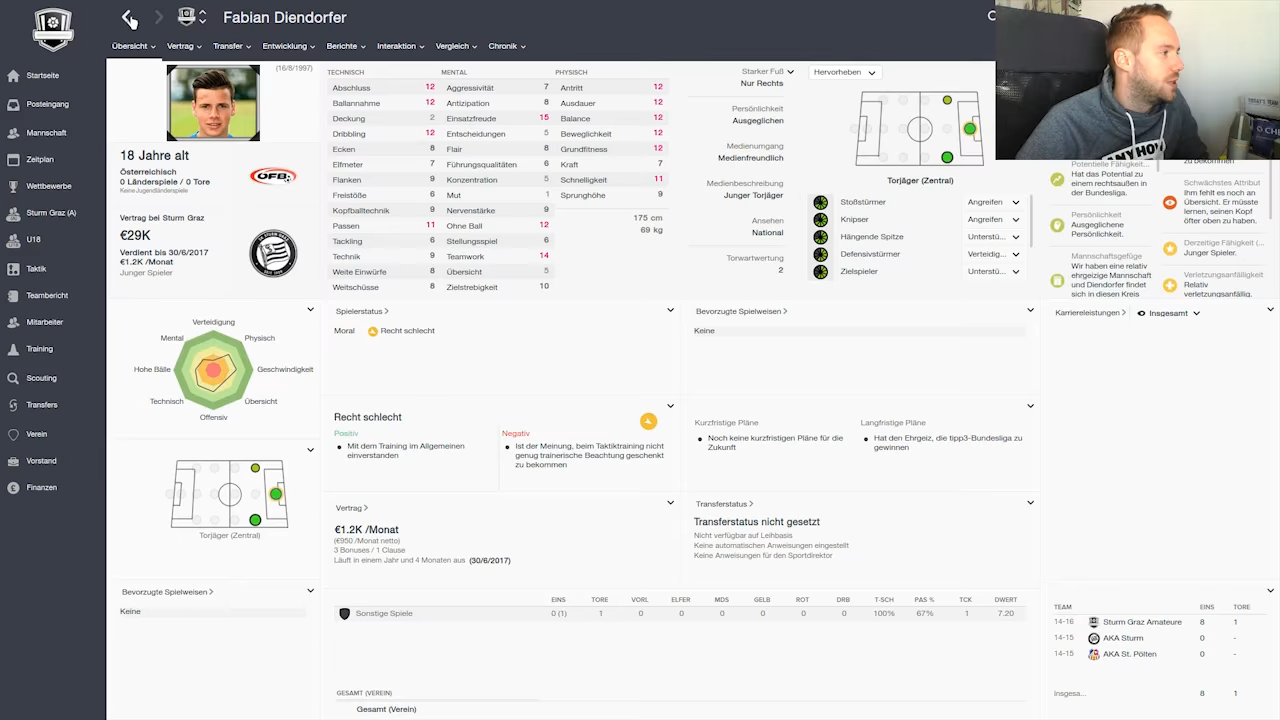 Fabian Diendorfer
Übersicht Vertrag Transfer Entwicklung Berichte Interaktion Vergleich Chronik
Startseite
Posteingang
Mannschaft
Zeitplan
Wettbewerbe
Sturm Graz (A)
U18
Taktik
Teambericht
Mitarbeiter
Training
Scouting
Transfers
Verein
Vorstand
Finanzen
(16/8/1997)
18 Jahre alt
Österreichisch
0 Länderspiele / 0 Tore
Keine Jugendländerspiele
ÖFB
Vertrag bei Sturm Graz
€29K
Verdient bis 30/6/2017
€1.2K /Monat
Junger Spieler
TECHNISCH MENTAL PHYSISCH
Abschluss 12 Aggressivität 7 Antritt 12
Ballannahme 12 Antizipation 8 Ausdauer 12
Deckung 2 Einsatzfreude 15 Balance 12
Dribbling 12 Entscheidungen 5 Beweglichkeit 12
Ecken 8 Flair 8 Grundfitness 12
Elfmeter 7 Führungsqualitäten 6 Kraft 7
Flanken 9 Konzentration 5 Schnelligkeit 11
Freistöße 6 Mut 1 Sprunghöhe 9
Kopfballtechnik 9 Nervenstärke 9
Passen 11 Ohne Ball 12
Tackling 6 Stellungsspiel 6
Technik 9 Teamwork 14
Weite Einwürfe 8 Übersicht 5
Weitschüsse 8 Zielstrebigkeit 10
175 cm
69 kg
Starker Fuß
Nur Rechts
Persönlichkeit
Ausgeglichen
Medienumgang
Medienfreundlich
Medienbeschreibung
Junger Torjäger
Ansehen
National
Torwartwertung
2
Hervorheben
Torjäger (Zentral)
Stoßstürmer Angreifen
Knipser Angreifen
Hängende Spitze Unterstü...
Defensivstürmer Verteidig...
Zielspieler Unterstü...
Potenzielle Fähigkeit...
Hat das Potential zu
einem rechtsaußen in
der Bundesliga.
Persönlichkeit
Ausgeglichene
Persönlichkeit.
Mannschaftsgefüge
Wir haben eine relativ
ehrgeizige Mannschaft
und Diendorfer findet
sich in diesen Kreis
zu bekommen
Schwächstes Attribut
Ihm fehlt es noch an
Übersicht. Er müsste
lernen, seinen Kopf
öfter oben zu haben.
Derzeitige Fähigkeit (...
Junger Spieler.
Verletzungsanfälligkeit
Relativ
verletzungsanfällig.
Verteidigung
Mental Physisch
Hohe Bälle Geschwindigkeit
Technisch Übersicht
Offensiv
Torjäger (Zentral)
Bevorzugte Spielweisen >
Keine
Spielerstatus >
Moral Recht schlecht
Bevorzugte Spielweisen >
Keine
Recht schlecht
Positiv
Mit dem Training im Allgemeinen
einverstanden
Negativ
Ist der Meinung, beim Taktiktraining nicht
genug trainerische Beachtung geschenkt
zu bekommen
Kurzfristige Pläne
Noch keine kurzfristigen Pläne für die
Zukunft
Langfristige Pläne
Hat den Ehrgeiz, die tipp3-Bundesliga zu
gewinnen
Vertrag >
€1.2K /Monat
(€950 /Monat netto)
3 Bonuses / 1 Clause
Läuft in einem Jahr und 4 Monaten aus (30/6/2017)
Transferstatus >
Transferstatus nicht gesetzt
Nicht verfügbar auf Leihbasis
Keine automatischen Anweisungen eingestellt
Keine Anweisungen für den Sportdirektor
EINS TORE VORL ELFER MDS GELB ROT DRB T-SCH PAS % TCK DWERT
Sonstige Spiele 0 (1) 1 0 0 0 0 0 0 100% 67% 1 7.20
GESAMT (VEREIN)
Gesamt (Verein)
Karriereleistungen > Insgesamt
TEAM EINS TORE
14-16 Sturm Graz Amateure 8 1
14-15 AKA Sturm 0 -
14-15 AKA St. Pölten 0 -
Insgesa... 8 1